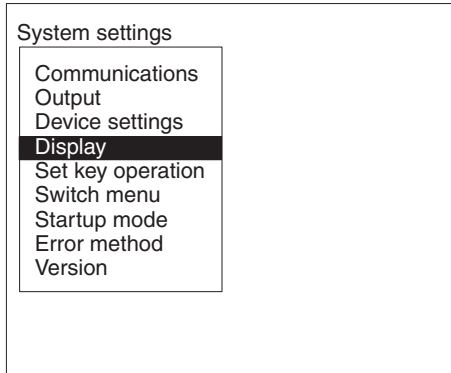 System settings
Communications
Output
Device settings
Display
Set key operation
Switch menu
Startup mode
Error method
Version